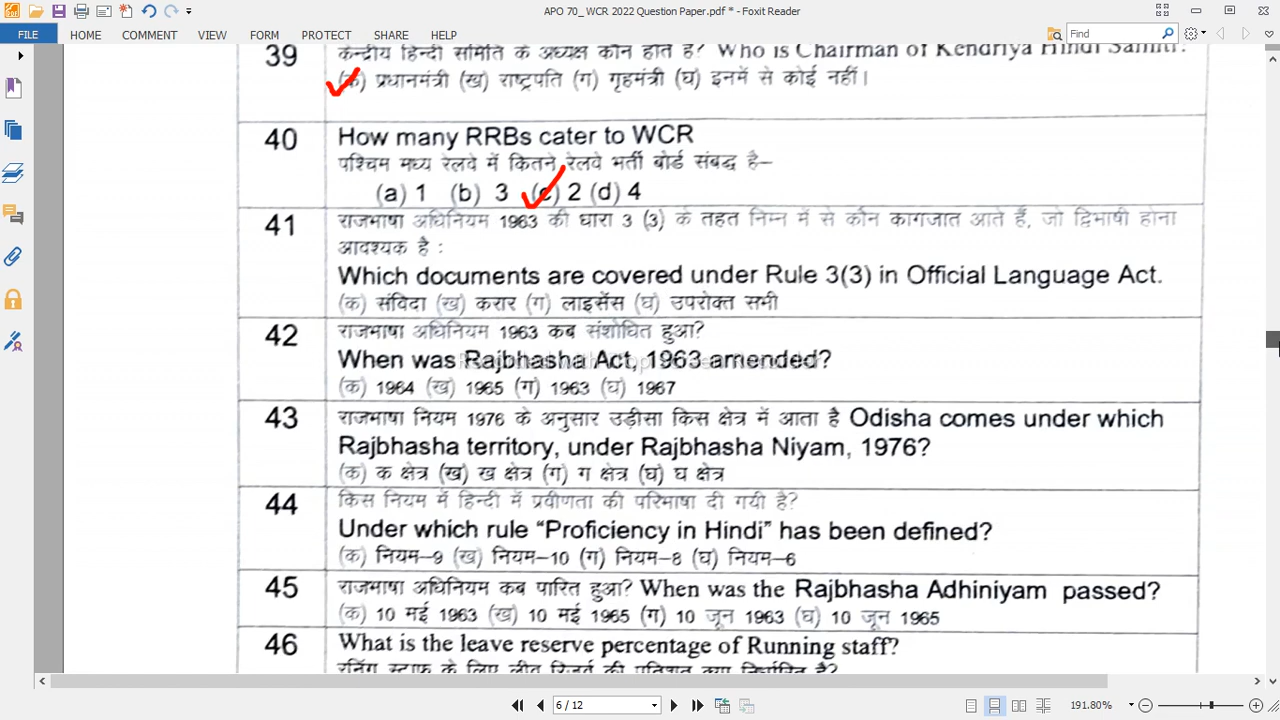 APO 70_ WCR 2022 Question Paper.pdf * - Foxit Reader
FILE HOME COMMENT VIEW FORM PROTECT SHARE HELP Find
39 केन्द्रीय हिन्दी समिति के अध्यक्ष कौन होते है? Who is Chairman of Kendriya Hindi Samiti?
(क) प्रधानमंत्री (ख) राष्ट्रपति (ग) गृहमंत्री (घ) इनमें से कोई नहीं।
40 How many RRBs cater to WCR
पश्चिम मध्य रेलवे में कितने रेलवे भर्ती बोर्ड संबद्ध है–
(a) 1 (b) 3 (c) 2 (d) 4
41 राजभाषा अधिनियम 1963 की धारा 3 (3) के तहत निम्न में से कौन कागजात आते हैं, जो द्विभाषी होना
आवश्यक है :
Which documents are covered under Rule 3(3) in Official Language Act.
(क) संविदा (ख) करार (ग) लाइसेंस (घ) उपरोक्त सभी
42 राजभाषा अधिनियम 1963 कब संशोधित हुआ?
When was Rajbhasha Act, 1963 amended?
(क) 1964 (ख) 1965 (ग) 1963 (घ) 1967
43 राजभाषा नियम 1976 के अनुसार उड़ीसा किस क्षेत्र में आता है Odisha comes under which
Rajbhasha territory, under Rajbhasha Niyam, 1976?
(क) क क्षेत्र (ख) ख क्षेत्र (ग) ग क्षेत्र (घ) घ क्षेत्र
44 किस नियम में हिन्दी में प्रवीणता की परिभाषा दी गयी है?
Under which rule “Proficiency in Hindi” has been defined?
(क) नियम–9 (ख) नियम–10 (ग) नियम–8 (घ) नियम–6
45 राजभाषा अधिनियम कब पारित हुआ? When was the Rajbhasha Adhiniyam passed?
(क) 10 मई 1963 (ख) 10 मई 1965 (ग) 10 जून 1963 (घ) 10 जून 1965
46 What is the leave reserve percentage of Running staff?
रनिंग स्टाफ के लिए लीव रिजर्व की प्रतिशत क्या निर्धारित है?
6 / 12 191.80%